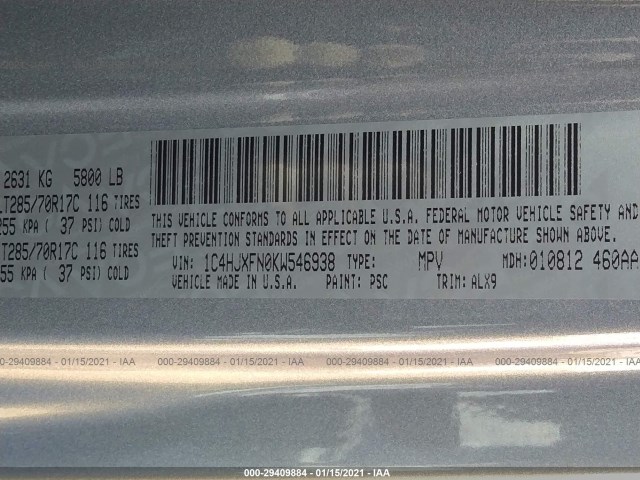 2631 KG 5800 LB
LT285/70R17C 116 TIRES
255 KPA ( 37 PSI) COLD
LT285/70R17C 116 TIRES
255 KPA ( 37 PSI) COLD
THIS VEHICLE CONFORMS TO ALL APPLICABLE U.S.A. FEDERAL MOTOR VEHICLE SAFETY AND
THEFT PREVENTION STANDARDS IN EFFECT ON THE DATE OF MANUFACTURE SHOWN ABOVE.
VIN: 1C4HJXFN0KW546938 TYPE: MPV MDH:010812 460AA
VEHICLE MADE IN U.S.A. PAINT: PSC TRIM: ALX9
000-29409884 - 01/15/2021 - IAA 000-29409884 - 01/15/2021 - IAA 000-29409884 - 01/15/2021 - IAA 000-29409884 - 01/15/2021 - IAA
000-29409884 - 01/15/2021 - IAA